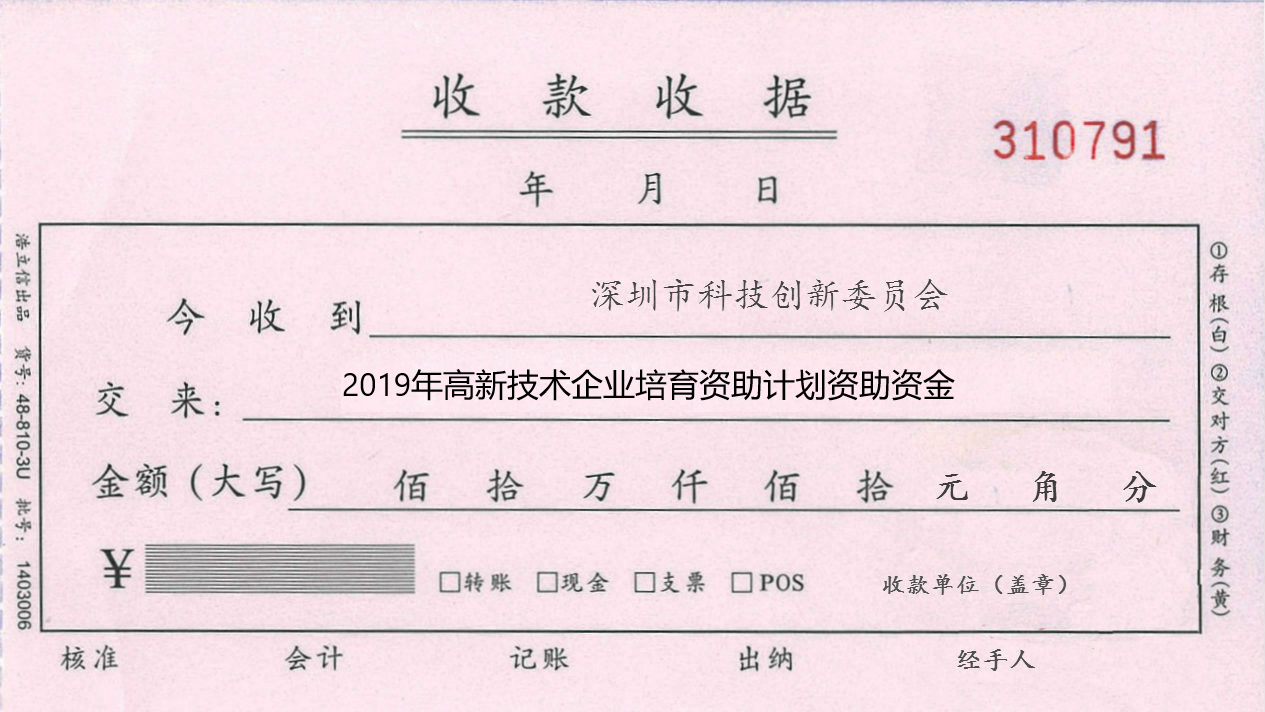 收款收据
310791
年 月 日
今收到 深圳市科技创新委员会
交来: 2019年高新技术企业培育资助计划资助资金
金额(大写) 佰 拾 万 仟 佰 拾 元 角 分
¥ □转账 □现金 □支票 □POS 收款单位(盖章)
核准 会计 记账 出纳 经手人
浩立信出品 货号:48-810-3U 批号:1403006
①存根(白)②交对方(红)③财务(黄)